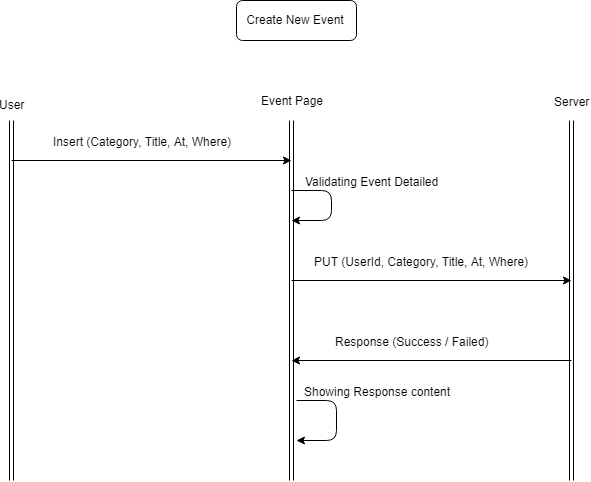 Create New Event
User
Event Page
Server
Insert (Category, Title, At, Where)
Validating Event Detailed
PUT (UserId, Category, Title, At, Where)
Response (Success / Failed)
Showing Response content